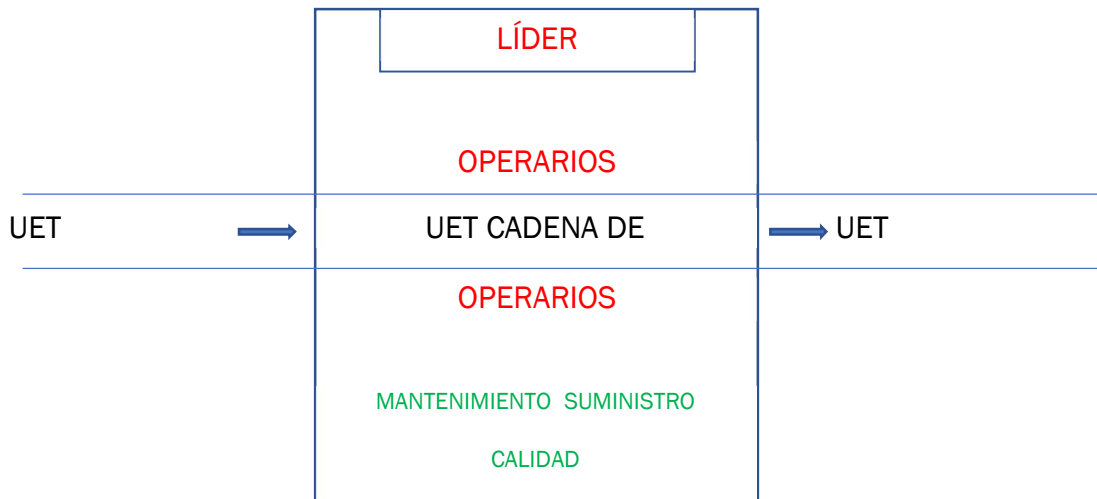 LÍDER
OPERARIOS
UET UET CADENA DE UET
OPERARIOS
MANTENIMIENTO SUMINISTRO
CALIDAD